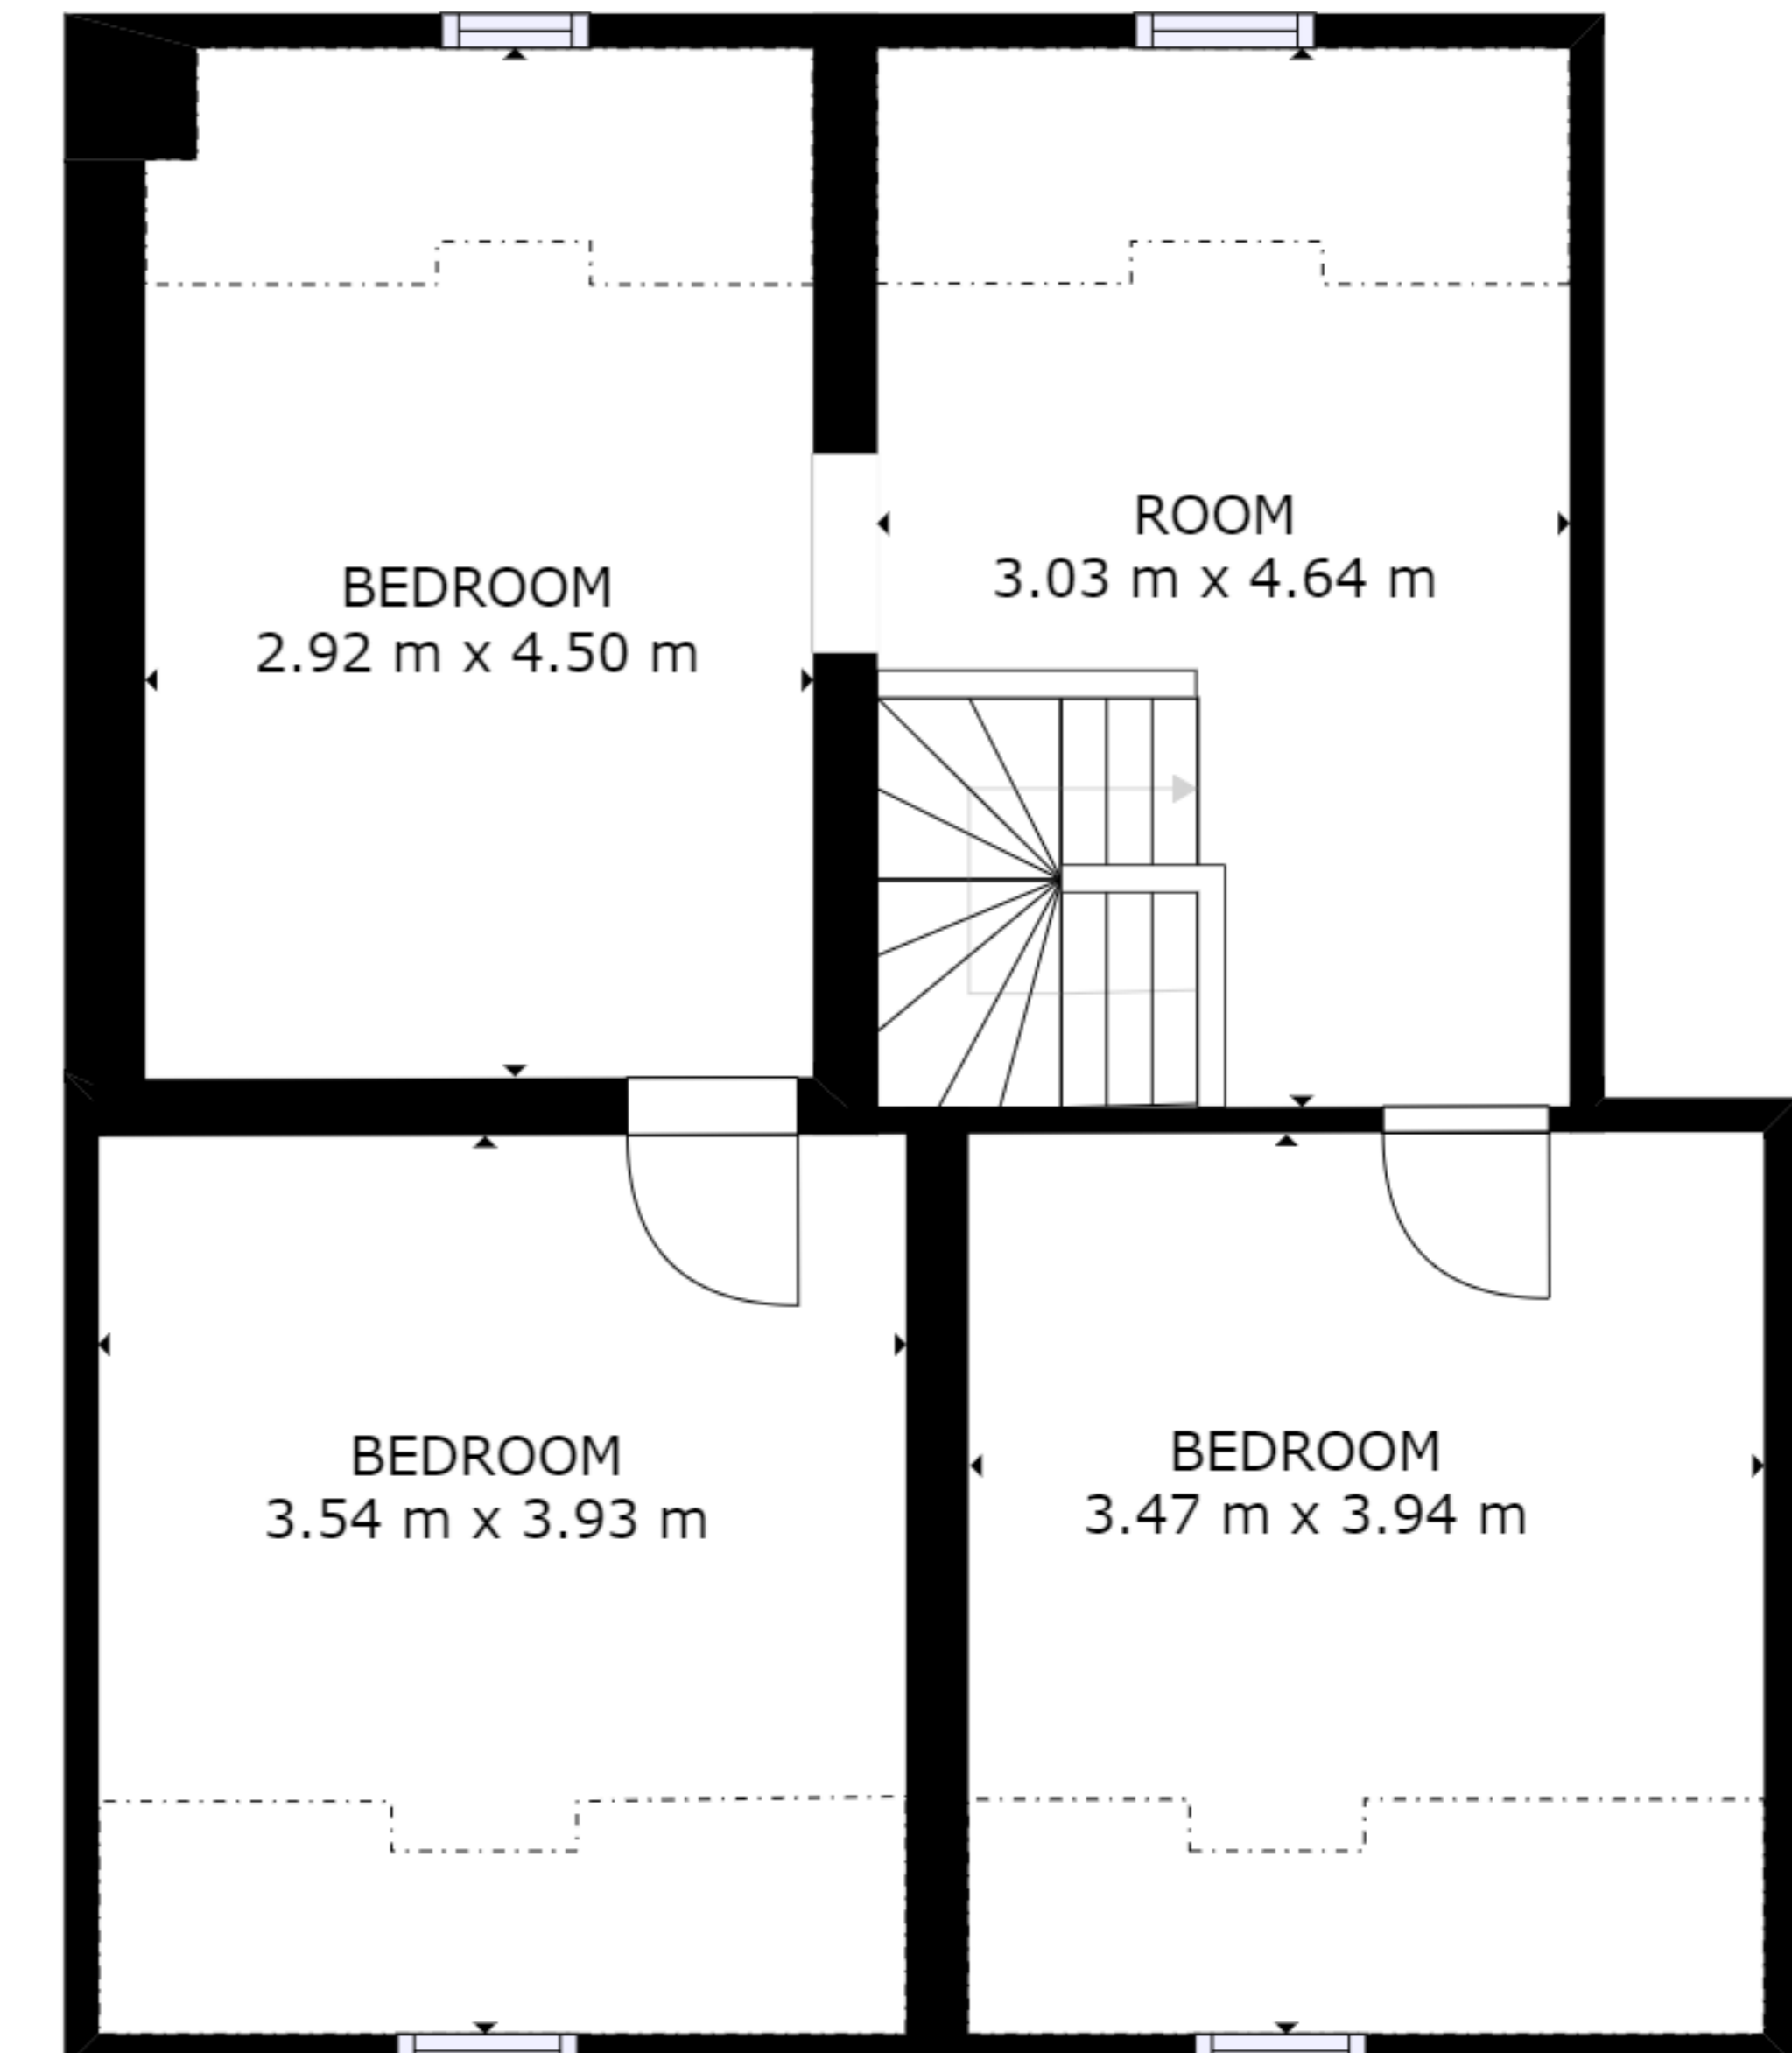 ROOM
3.03 m x 4.64 m
BEDROOM
2.92 m x 4.50 m
BEDROOM
3.54 m x 3.93 m
BEDROOM
3.47 m x 3.94 m